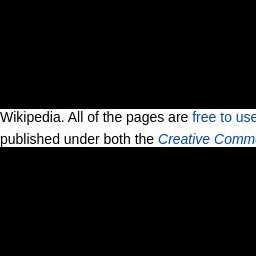 Wikipedia. All of the pages are free to use
published under both the Creative Comm